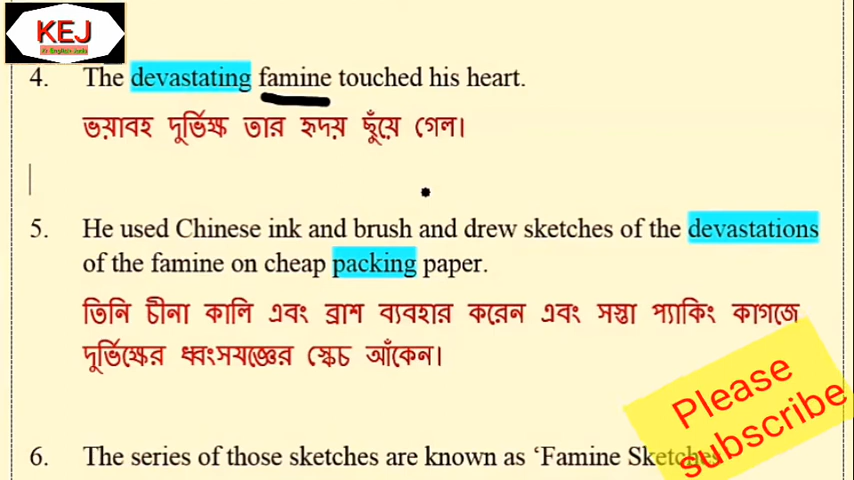 KEJ
4. The devastating famine touched his heart.
ভয়াবহ দুর্ভিক্ষ তার হৃদয় ছুঁয়ে গেল।
5. He used Chinese ink and brush and drew sketches of the devastations
of the famine on cheap packing paper.
তিনি চীনা কালি এবং ব্রাশ ব্যবহার করেন এবং সস্তা প্যাকিং কাগজে
দুর্ভিক্ষের ধ্বংসযজ্ঞের স্কেচ আঁকেন।
Please
subscribe
6. The series of those sketches are known as ‘Famine Sketches